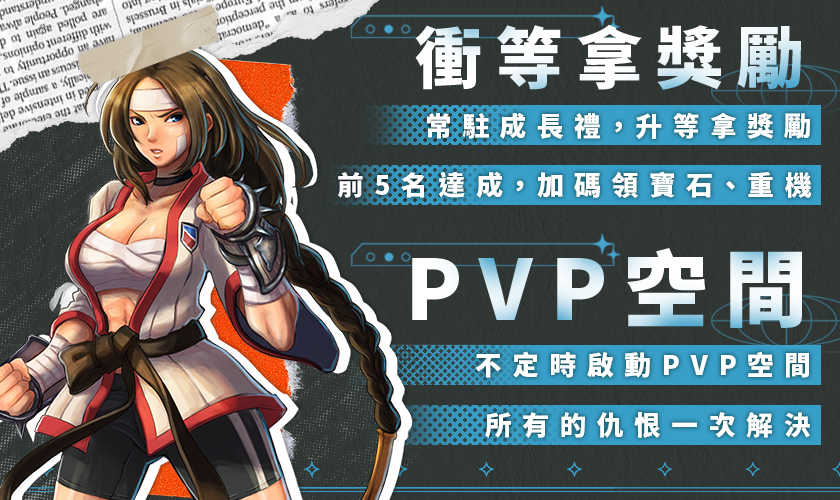 衝等拿獎勵
常駐成長禮，升等拿獎勵
前5名達成，加碼領寶石、重機
PVP空間
不定時啟動PVP空間
所有的仇恨一次解決